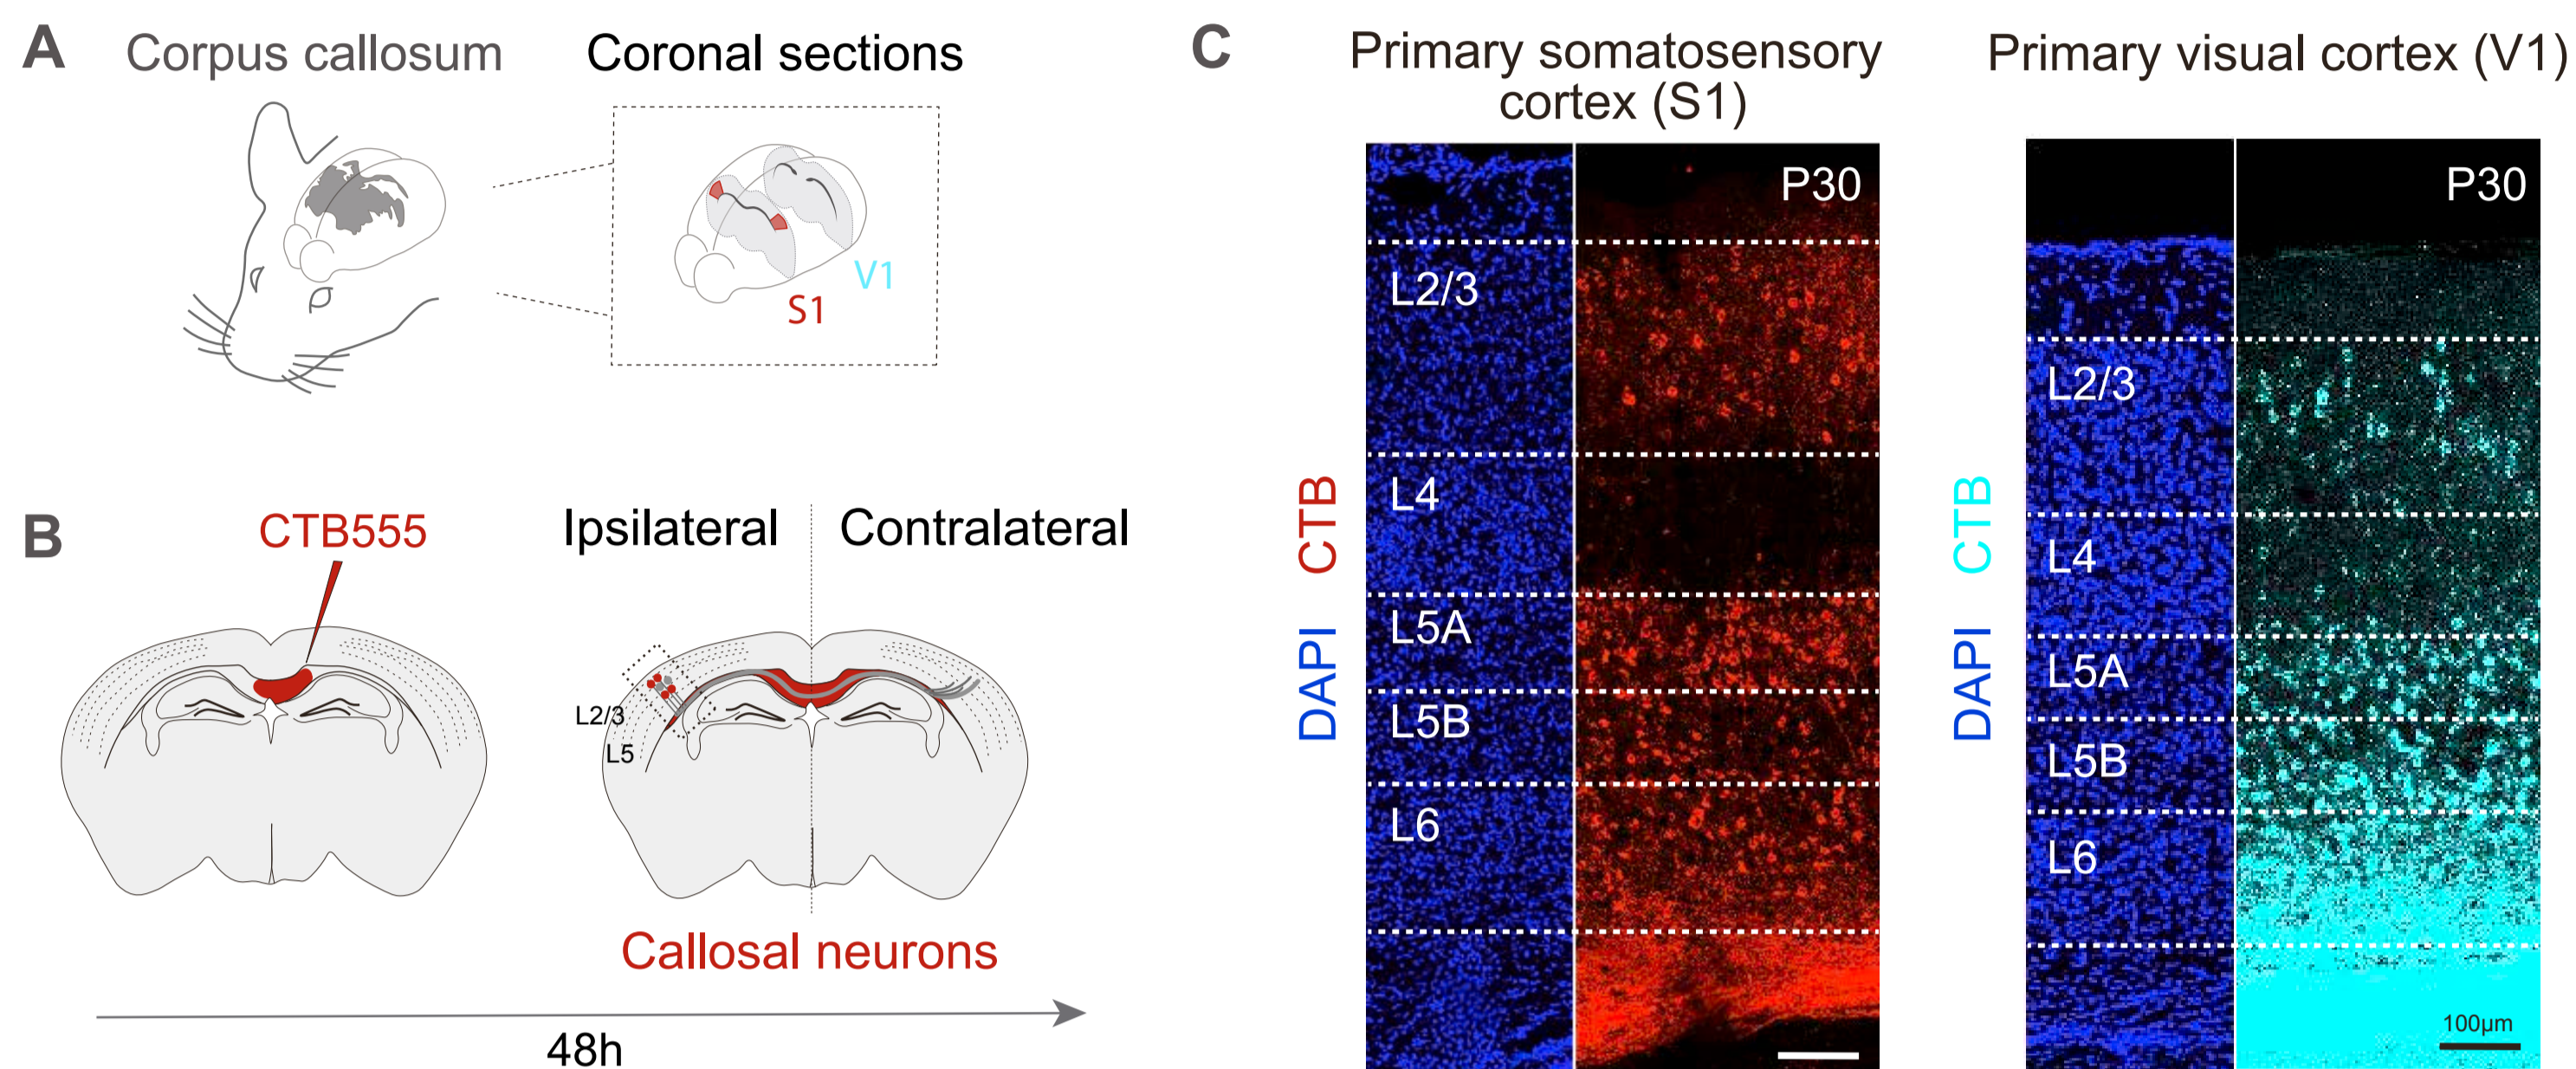 A
Corpus callosum
Coronal sections
V1
S1
B
CTB555
Ipsilateral
Contralateral
L2/3
L5
Callosal neurons
48h
C
Primary somatosensory
cortex (S1)
DAPI CTB
P30
L2/3
L4
L5A
L5B
L6
Primary visual cortex (V1)
DAPI CTB
P30
L2/3
L4
L5A
L5B
L6
100µm